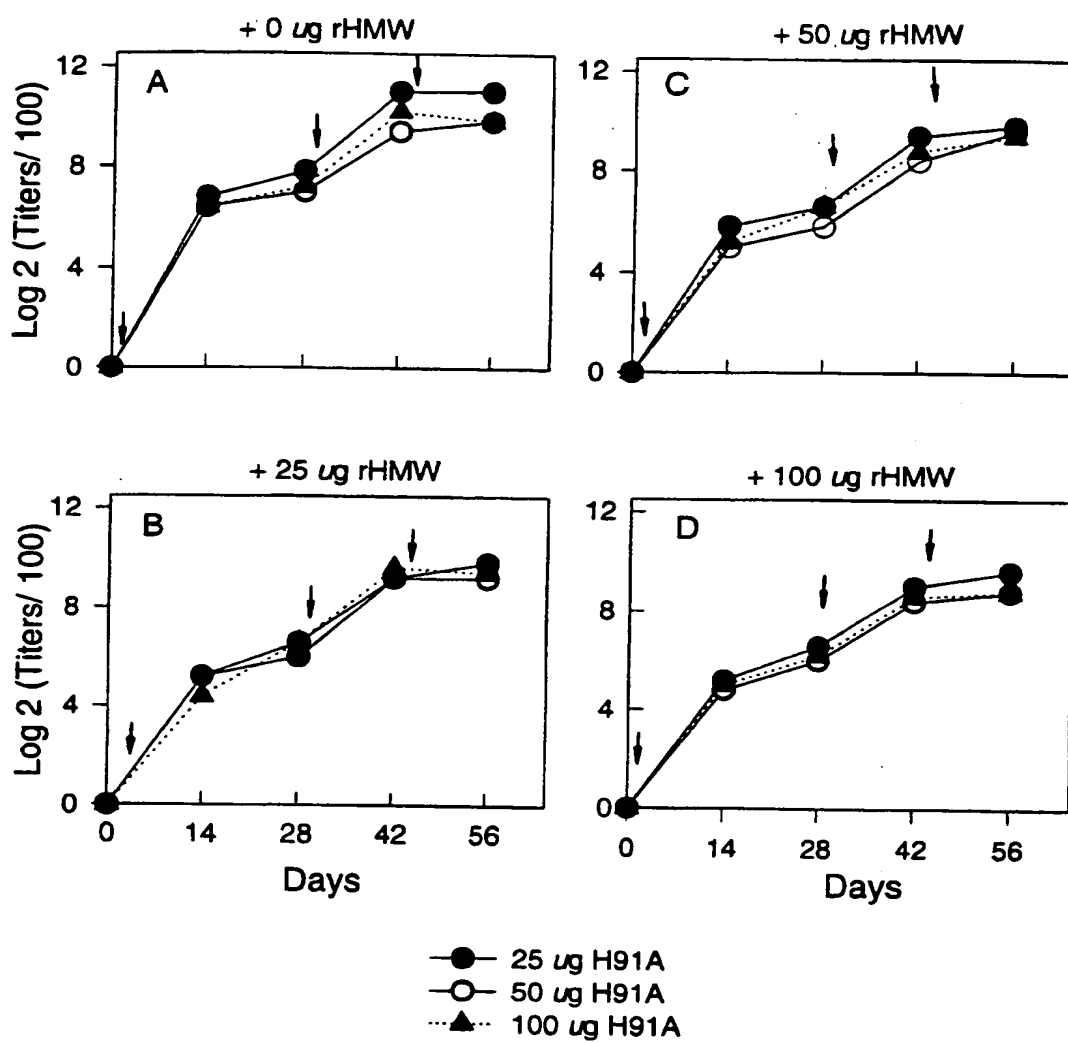 + 0 ug rHMW
A
12
8
4
0
Log 2 (Titers/ 100)
+ 50 ug rHMW
C
12
8
4
0
+ 25 ug rHMW
B
12
8
4
0
Log 2 (Titers/ 100)
0 14 28 42 56
Days
+ 100 ug rHMW
D
12
8
4
0
0 14 28 42 56
Days
25 ug H91A
50 ug H91A
100 ug H91A